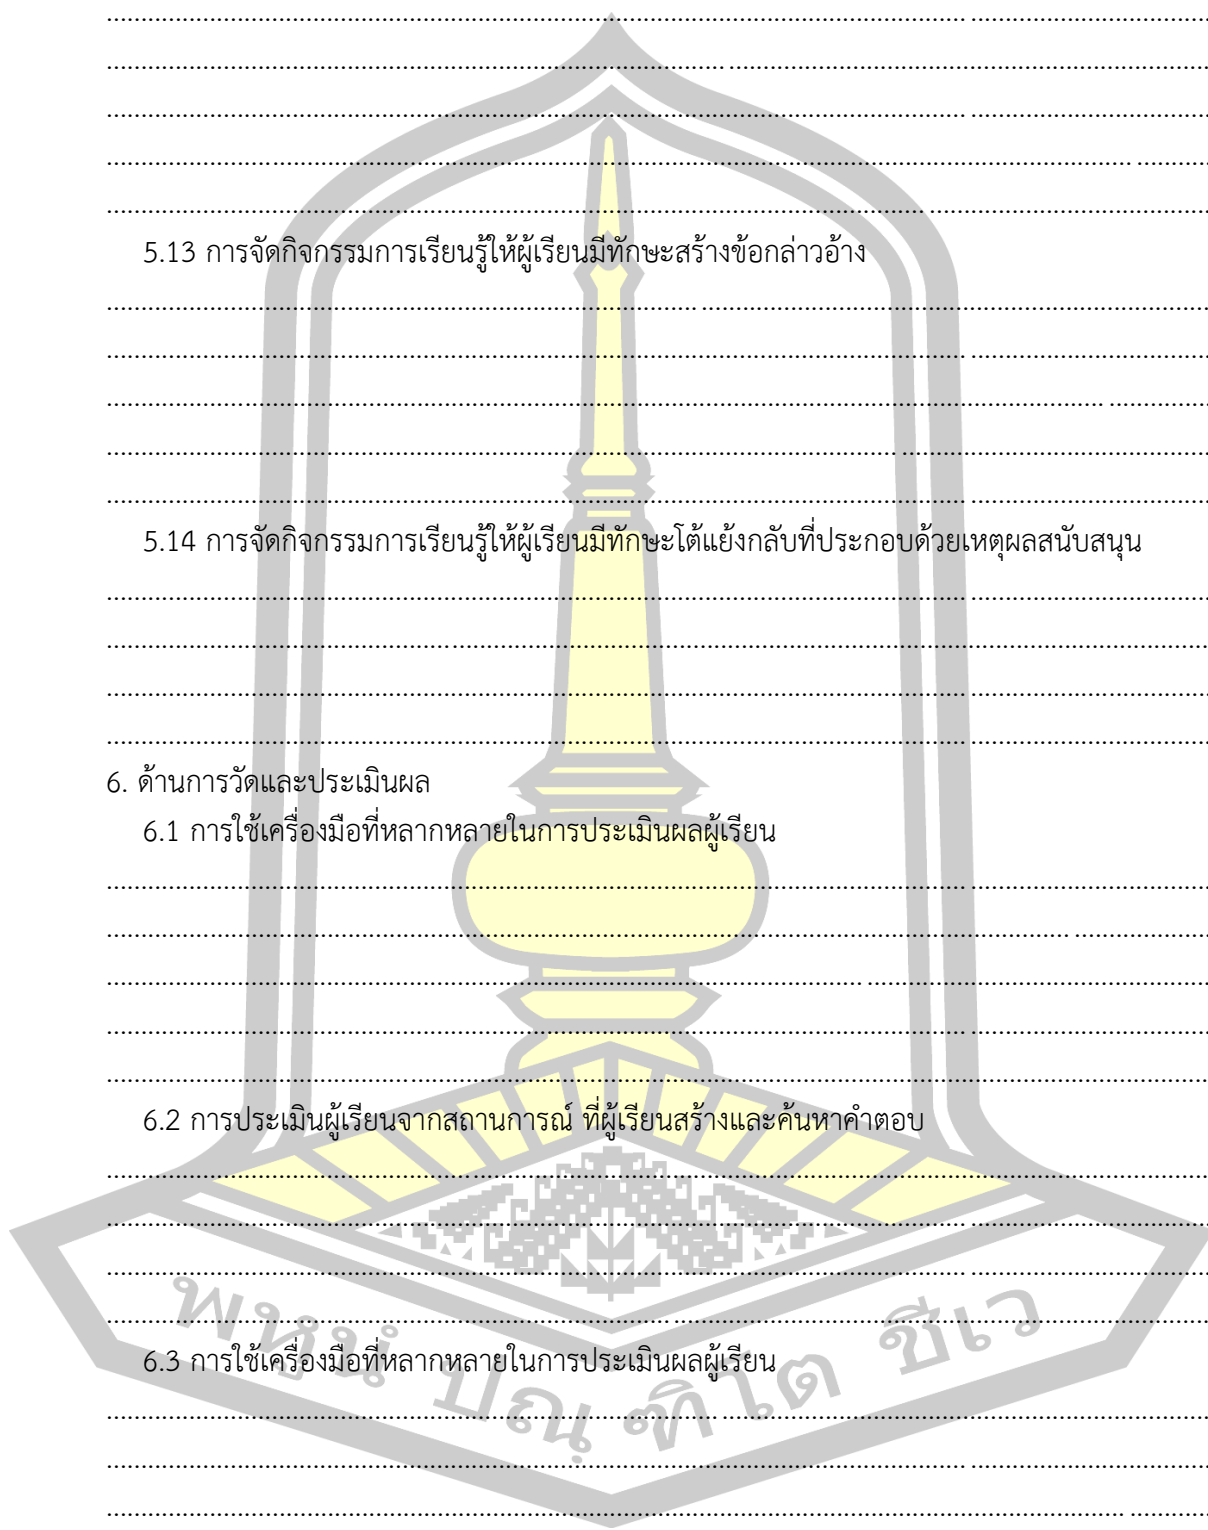 5.13 การจัดกิจกรรมการเรียนรู้ให้ผู้เรียนมีทักษะสร้างข้อกล่าวอ้าง
5.14 การจัดกิจกรรมการเรียนรู้ให้ผู้เรียนมีทักษะโต้แย้งกลับที่ประกอบด้วยเหตุผลสนับสนุน
6. ด้านการวัดและประเมินผล
6.1 การใช้เครื่องมือที่หลากหลายในการประเมินผลผู้เรียน
6.2 การประเมินผู้เรียนจากสถานการณ์ ที่ผู้เรียนสร้างและค้นหาคำตอบ
6.3 การใช้เครื่องมือที่หลากหลายในการประเมินผลผู้เรียน
พหูนํ ปณฺฑิโต ชีเว